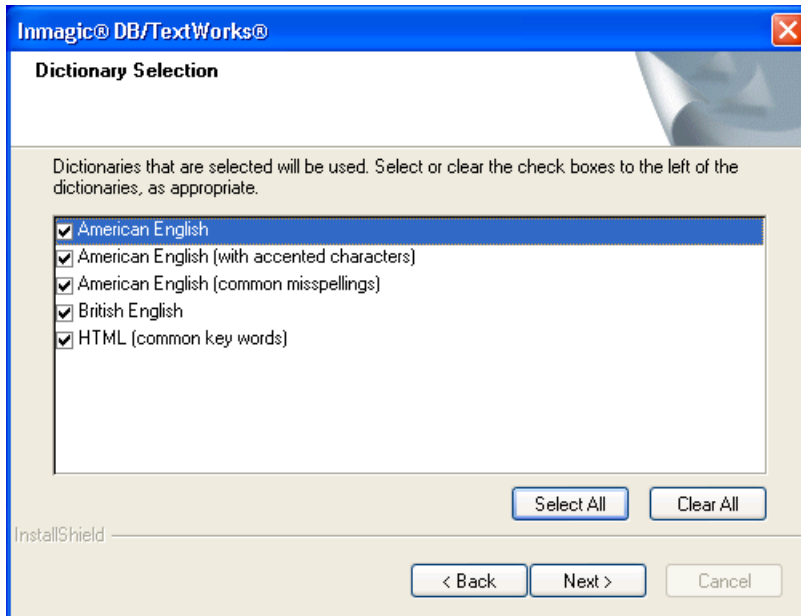 Inmagic® DB/TextWorks®
Dictionary Selection
Dictionaries that are selected will be used. Select or clear the check boxes to the left of the
dictionaries, as appropriate.
American English
American English (with accented characters)
American English (common misspellings)
British English
HTML (common key words)
Select All
Clear All
InstallShield
< Back
Next >
Cancel